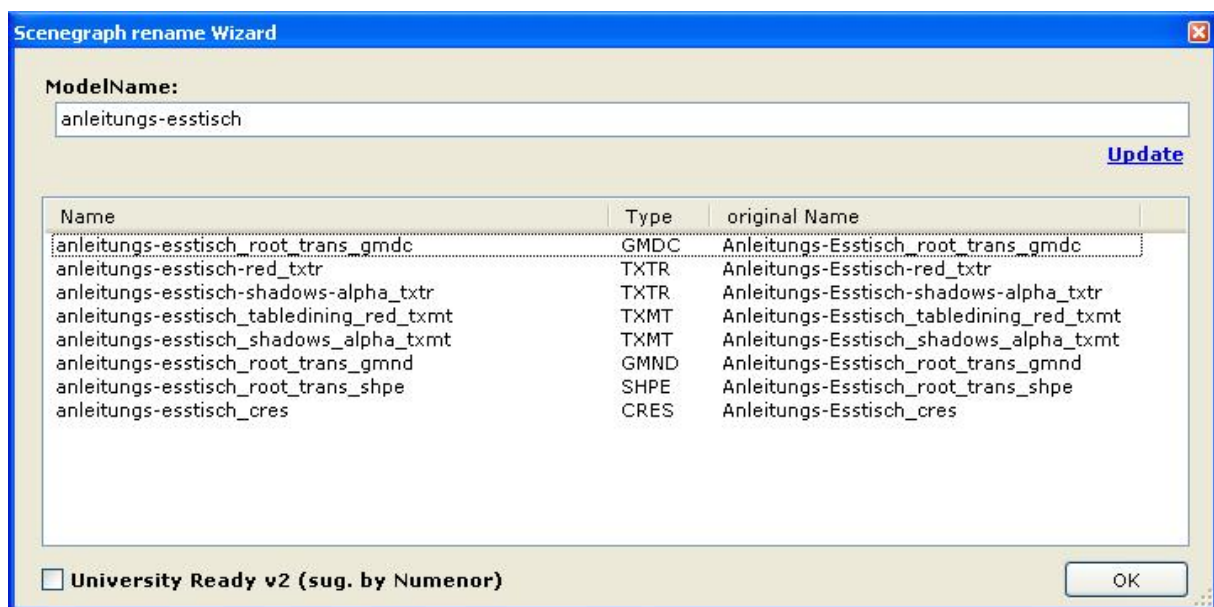 Scenegraph rename Wizard
ModelName:
anleitungs-esstisch
Update
Name Type original Name
anleitungs-esstisch_root_trans_gmdc GMDC Anleitungs-Esstisch_root_trans_gmdc
anleitungs-esstisch-red_txtr TXTR Anleitungs-Esstisch-red_txtr
anleitungs-esstisch-shadows-alpha_txtr TXTR Anleitungs-Esstisch-shadows-alpha_txtr
anleitungs-esstisch_tabledining_red_txmt TXMT Anleitungs-Esstisch_tabledining_red_txmt
anleitungs-esstisch_shadows_alpha_txmt TXMT Anleitungs-Esstisch_shadows_alpha_txmt
anleitungs-esstisch_root_trans_gmnd GMND Anleitungs-Esstisch_root_trans_gmnd
anleitungs-esstisch_root_trans_shpe SHPE Anleitungs-Esstisch_root_trans_shpe
anleitungs-esstisch_cres CRES Anleitungs-Esstisch_cres
University Ready v2 (sug. by Numenor)
OK